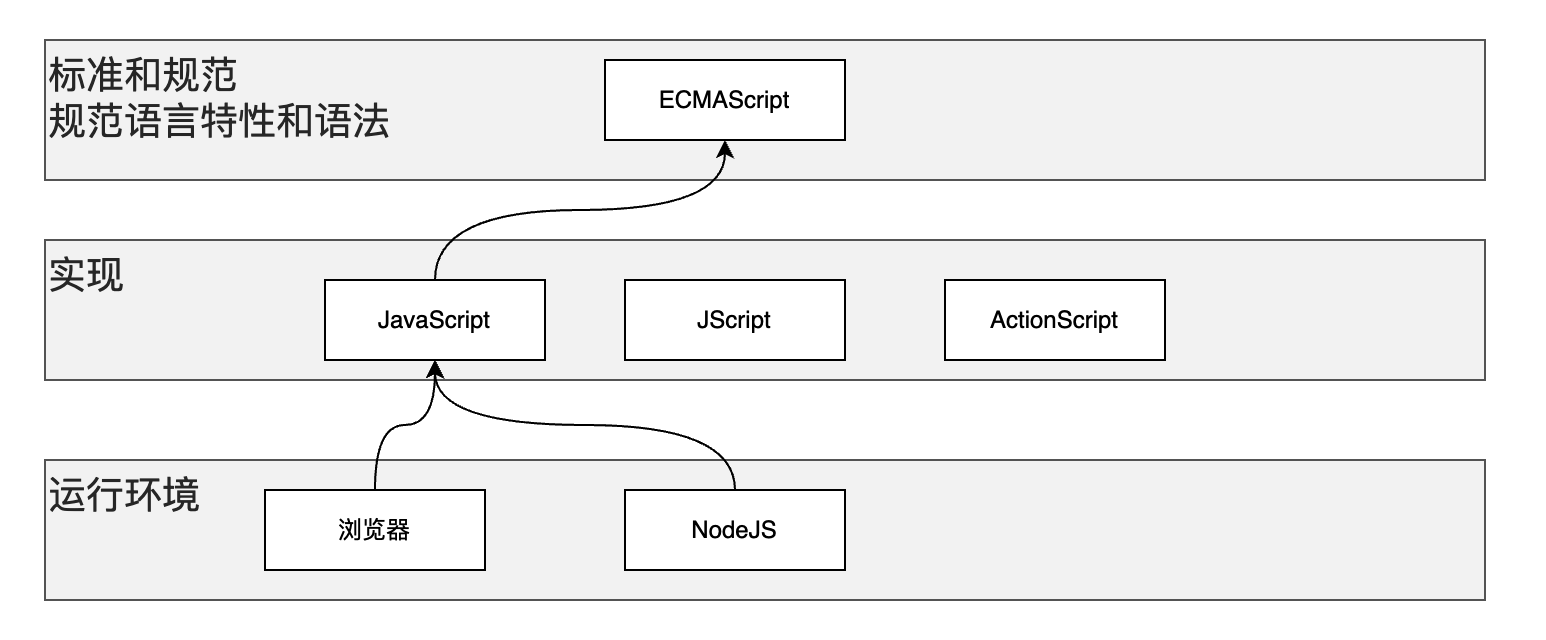 标准和规范
规范语言特性和语法
ECMAScript
实现
JavaScript
JScript
ActionScript
运行环境
浏览器
NodeJS